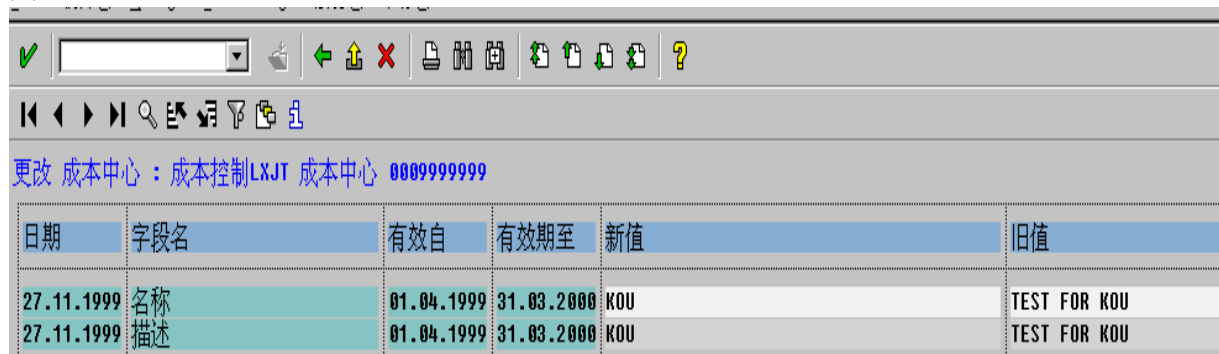 更改 成本中心 : 成本控制LXJT 成本中心 0009999999
日期 字段名 有效自 有效期至 新值 旧值
27.11.1999 名称 01.04.1999 31.03.2000 KOU TEST FOR KOU
27.11.1999 描述 01.04.1999 31.03.2000 KOU TEST FOR KOU